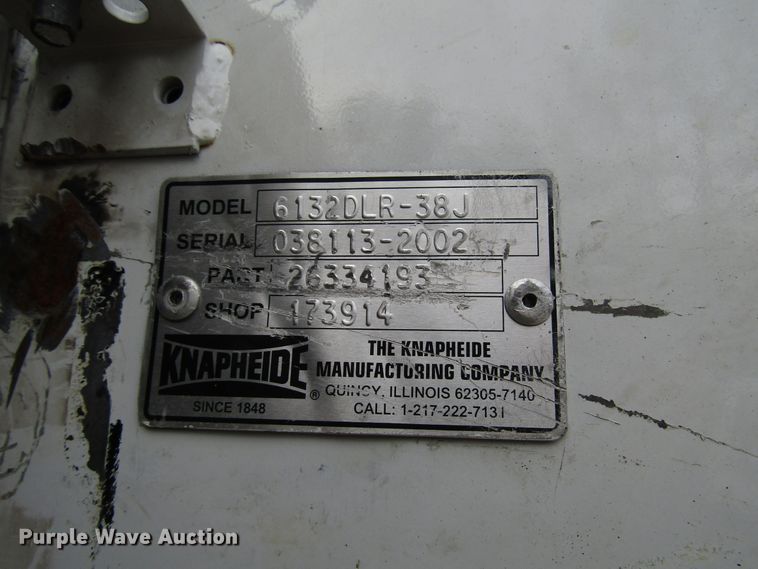 MODEL 6132DLR-38J
SERIAL 038113-2002
PART 26334193
SHOP 173914
KNAPHEIDE ®
SINCE 1848
THE KNAPHEIDE
MANUFACTURING COMPANY
QUINCY, ILLINOIS 62305-7140
CALL: 1-217-222-7131
Purple Wave Auction